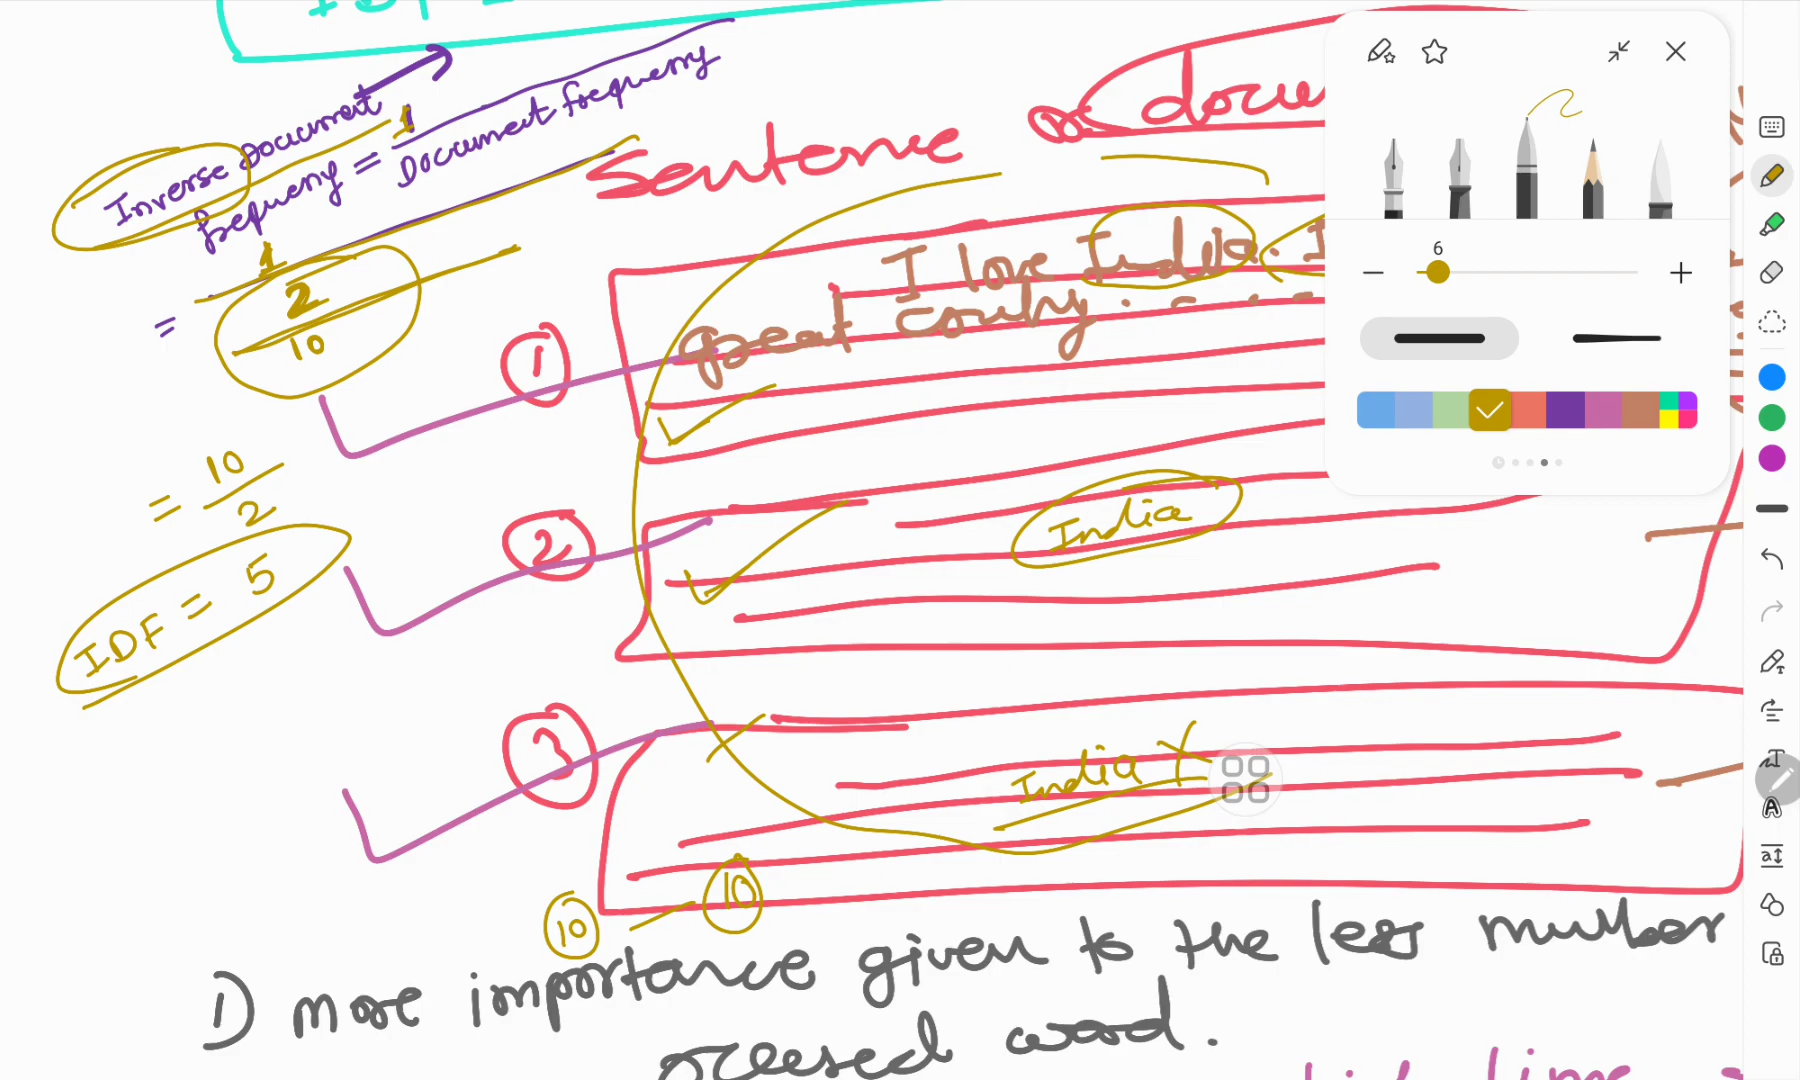 Sentence
docu
Inverse Document
frequency = 1
Document frequency
= 1
2
10
= 10
2
IDF = 5
1
I love India. I
great country.
2
India
3
India X
10 10
1) more importance given to the less number
occured word.
6